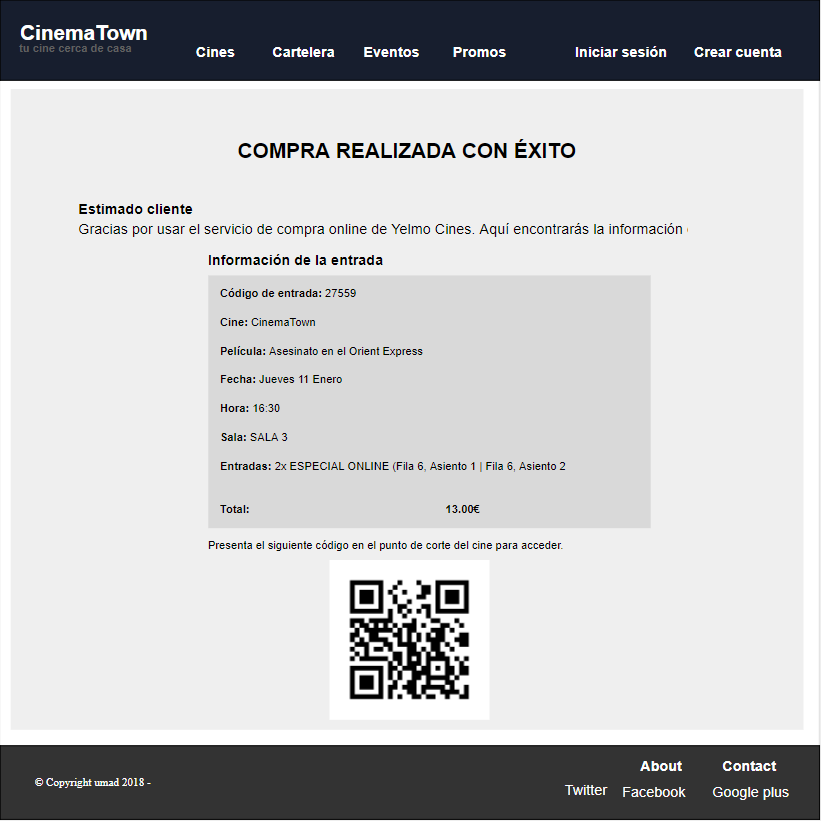 CinemaTown
tu cine cerca de casa
Cines Cartelera Eventos Promos Iniciar sesión Crear cuenta
COMPRA REALIZADA CON ÉXITO
Estimado cliente
Gracias por usar el servicio de compra online de Yelmo Cines. Aquí encontrarás la información
Información de la entrada
Código de entrada: 27559
Cine: CinemaTown
Película: Asesinato en el Orient Express
Fecha: Jueves 11 Enero
Hora: 16:30
Sala: SALA 3
Entradas: 2x ESPECIAL ONLINE (Fila 6, Asiento 1 | Fila 6, Asiento 2
Total: 13.00€
Presenta el siguiente código en el punto de corte del cine para acceder.
About Contact
© Copyright umad 2018 -
Twitter Facebook Google plus